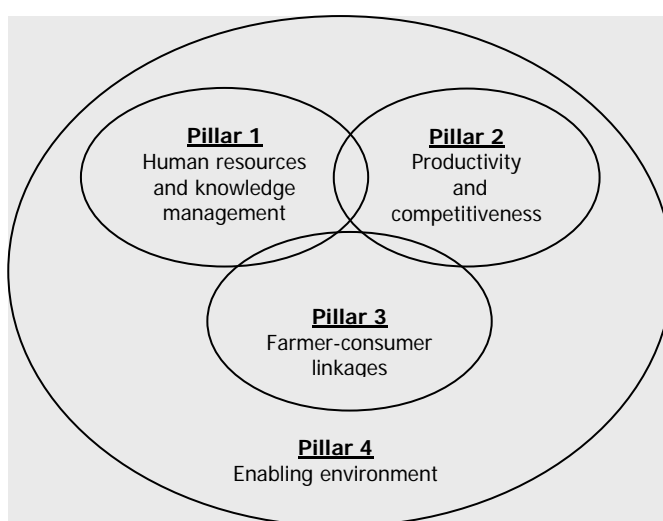 Pillar 1
Human resources
and knowledge
management
Pillar 2
Productivity
and
competitiveness
Pillar 3
Farmer-consumer
linkages
Pillar 4
Enabling environment